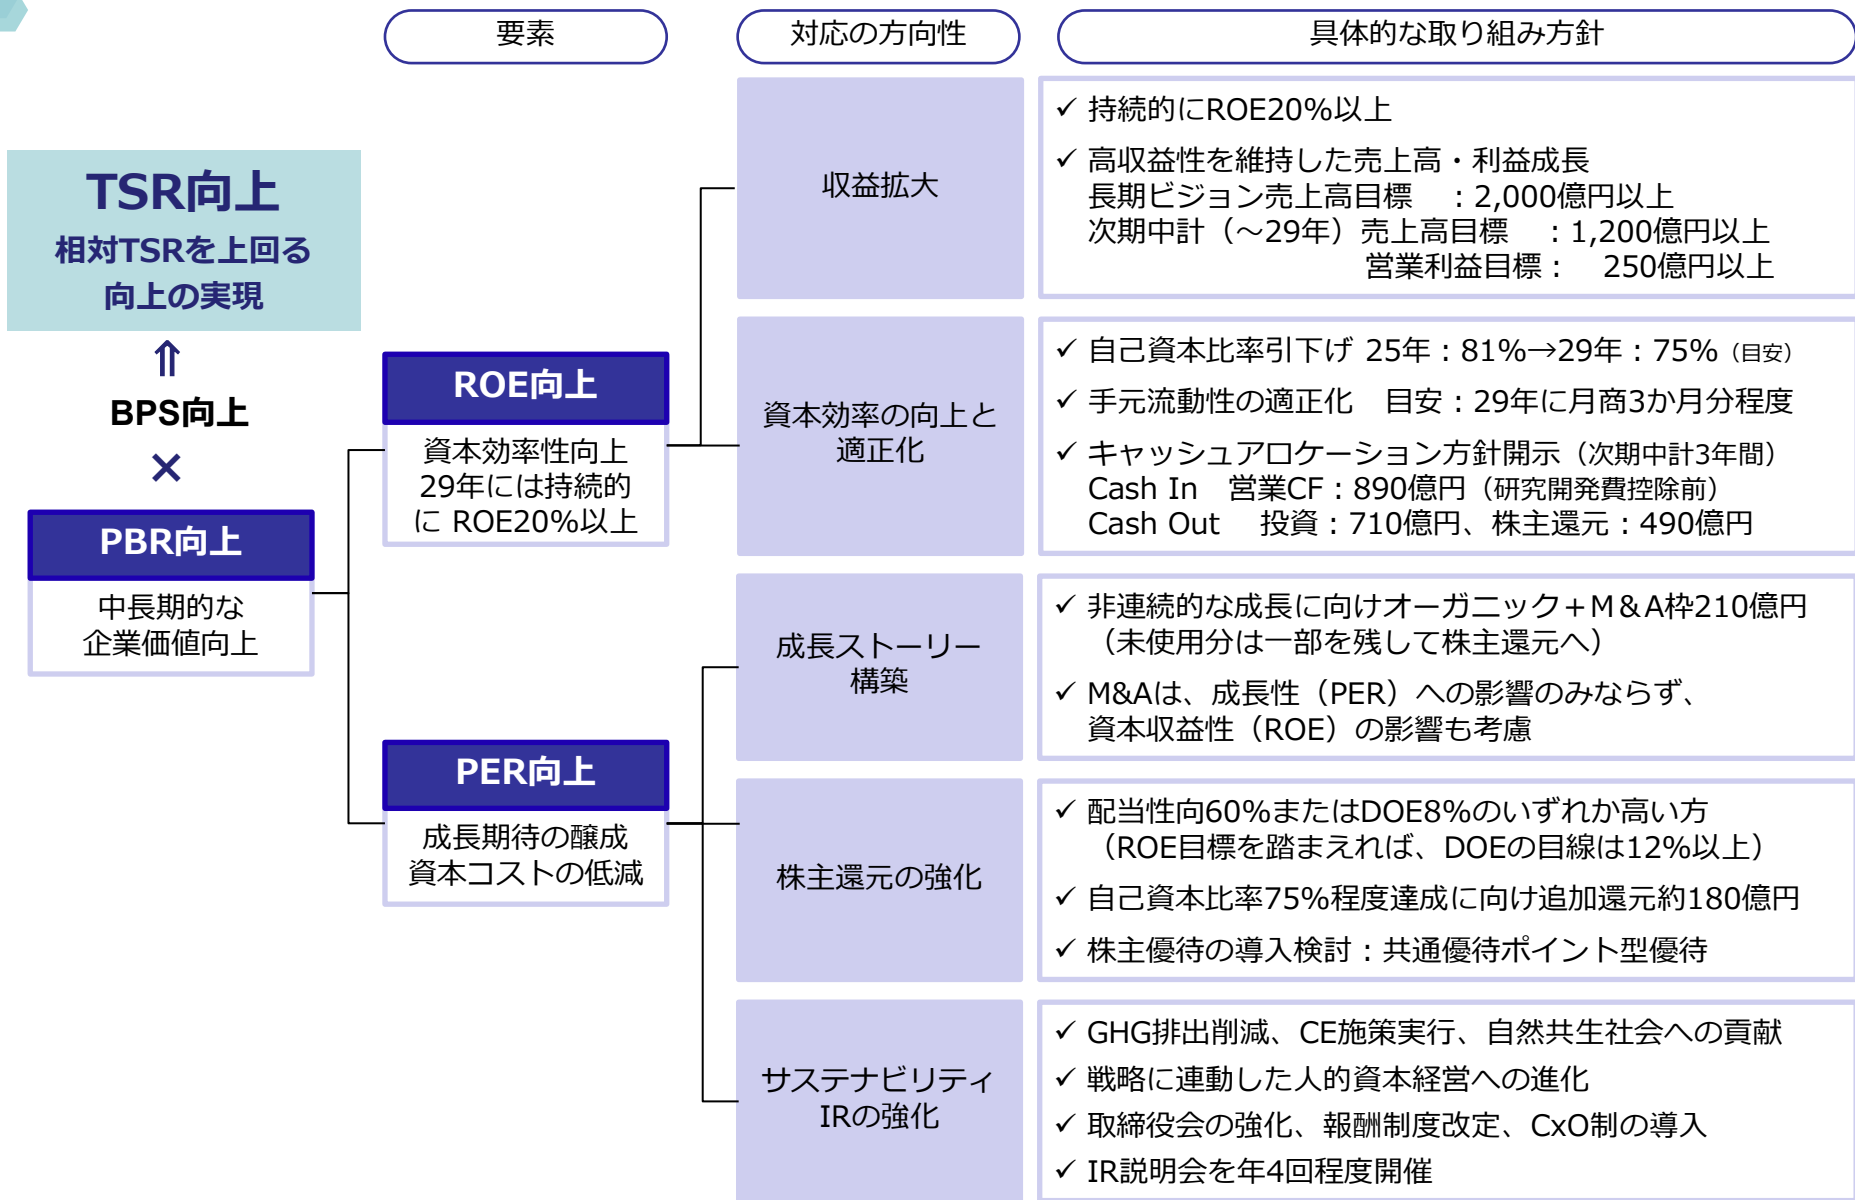 要素
対応の方向性
具体的な取り組み方針
TSR向上
相対TSRを上回る
向上の実現
⇑
BPS向上
×
PBR向上
中長期的な
企業価値向上
ROE向上
資本効率性向上
29年には持続的
に ROE20%以上
PER向上
成長期待の醸成
資本コストの低減
収益拡大
✓ 持続的にROE20%以上
✓ 高収益性を維持した売上高・利益成長
長期ビジョン売上高目標 ：2,000億円以上
次期中計（～29年）売上高目標 ：1,200億円以上
営業利益目標： 250億円以上
資本効率の向上と
適正化
✓ 自己資本比率引下げ 25年：81%→29年：75%（目安）
✓ 手元流動性の適正化 目安：29年に月商3か月分程度
✓ キャッシュアロケーション方針開示（次期中計3年間）
Cash In 営業CF：890億円（研究開発費控除前）
Cash Out 投資：710億円、株主還元：490億円
成長ストーリー
構築
✓ 非連続的な成長に向けオーガニック＋M＆A枠210億円
（未使用分は一部を残して株主還元へ）
✓ M&Aは、成長性（PER）への影響のみならず、
資本収益性（ROE）の影響も考慮
株主還元の強化
✓ 配当性向60%またはDOE8%のいずれか高い方
（ROE目標を踏まえれば、DOEの目線は12%以上）
✓ 自己資本比率75%程度達成に向け追加還元約180億円
✓ 株主優待の導入検討：共通優待ポイント型優待
サステナビリティ
IRの強化
✓ GHG排出削減、CE施策実行、自然共生社会への貢献
✓ 戦略に連動した人的資本経営への進化
✓ 取締役会の強化、報酬制度改定、CxO制の導入
✓ IR説明会を年4回程度開催